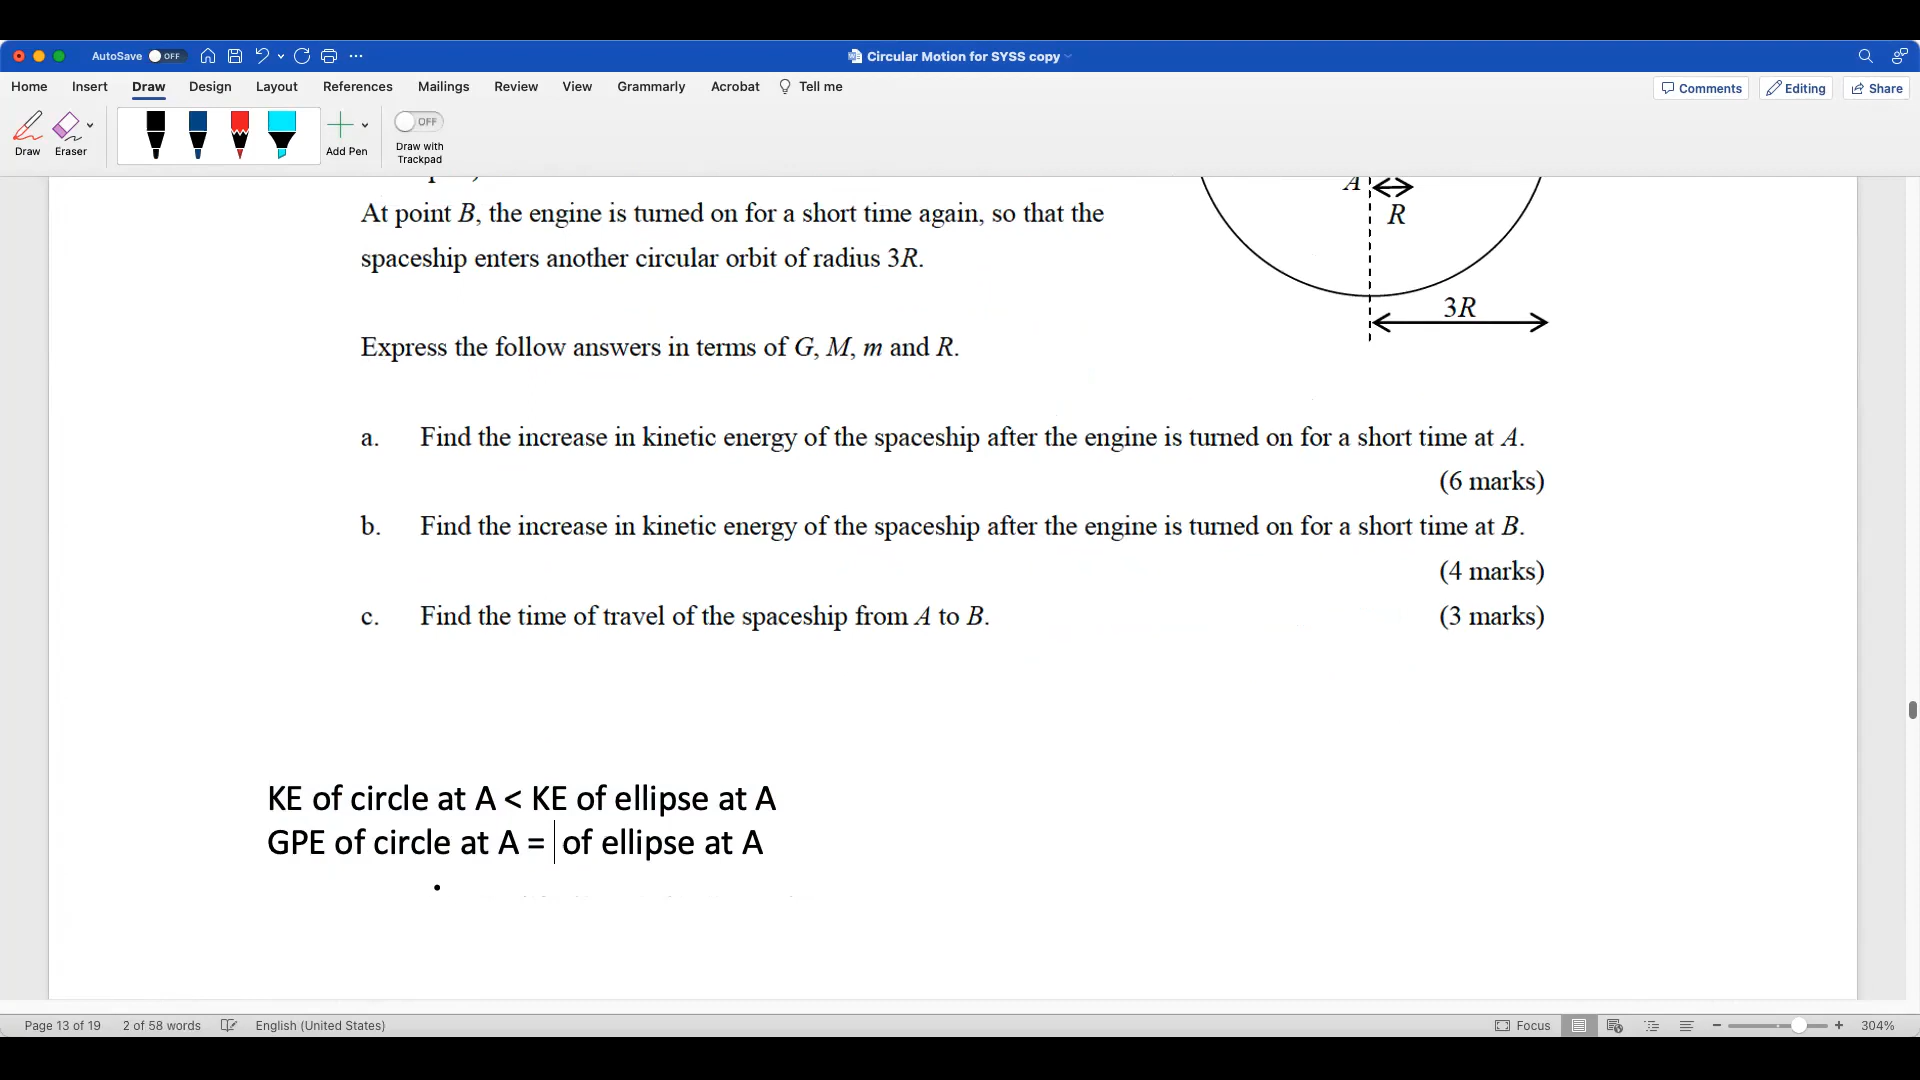 AutoSave OFF
Circular Motion for SYSS copy
Home Insert Draw Design Layout References Mailings Review View Grammarly Acrobat Tell me
Comments Editing Share
Draw Eraser Add Pen OFF Draw with
Trackpad
A
R
At point B, the engine is turned on for a short time again, so that the
spaceship enters another circular orbit of radius 3R.
3R
Express the follow answers in terms of G, M, m and R.
a. Find the increase in kinetic energy of the spaceship after the engine is turned on for a short time at A.
(6 marks)
b. Find the increase in kinetic energy of the spaceship after the engine is turned on for a short time at B.
(4 marks)
c. Find the time of travel of the spaceship from A to B. (3 marks)
KE of circle at A < KE of ellipse at A
GPE of circle at A = of ellipse at A
Page 13 of 19 2 of 58 words English (United States) Focus 304%